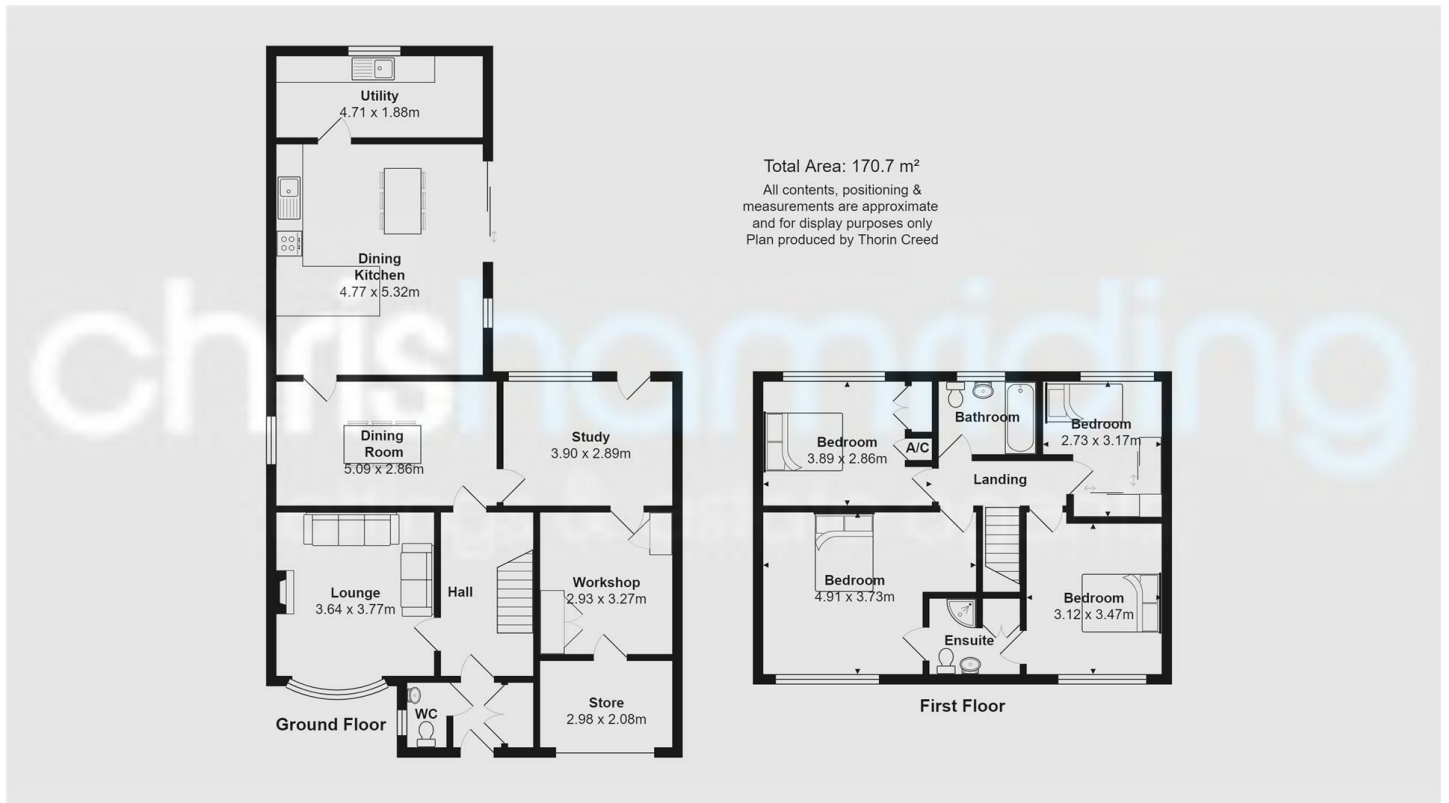 Utility
4.71 x 1.88m
Total Area: 170.7 m²
All contents, positioning &
measurements are approximate
and for display purposes only
Plan produced by Thorin Creed
Dining
Kitchen
4.77 x 5.32m
chrishamriding
Dining
Room
5.09 x 2.86m
Study
3.90 x 2.89m
Lounge
3.64 x 3.77m
Hall
Workshop
2.93 x 3.27m
WC
Store
2.98 x 2.08m
Ground Floor
Bedroom
3.89 x 2.86m
A/C
Bathroom
Bedroom
2.73 x 3.17m
Landing
Bedroom
4.91 x 3.73m
Ensuite
Bedroom
3.12 x 3.47m
First Floor